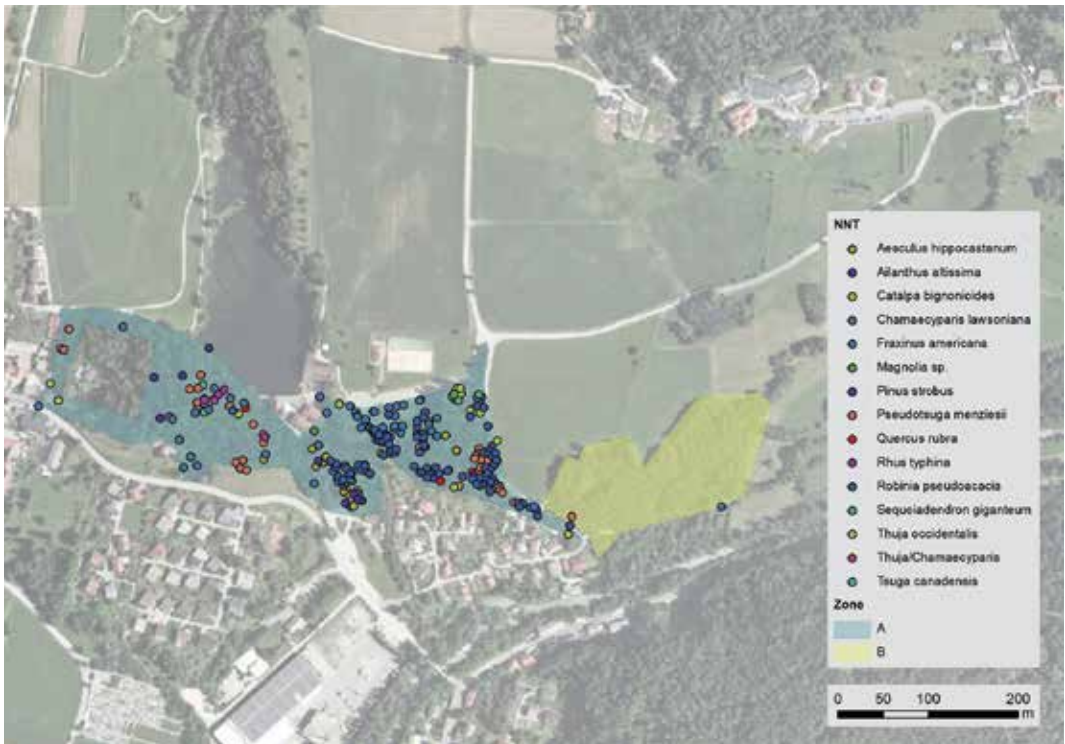 NNT
Aesculus hippocastanum
Ailanthus altissima
Catalpa bignonioides
Chamaecyparis lawsoniana
Fraxinus americana
Magnolia sp.
Pinus strobus
Pseudotsuga menziesii
Quercus rubra
Rhus typhina
Robinia pseudoacacia
Sequoiadendron giganteum
Thuja occidentalis
Thuja/Chamaecyparis
Tsuga canadensis
Zone
A
B
0 50 100 200
m